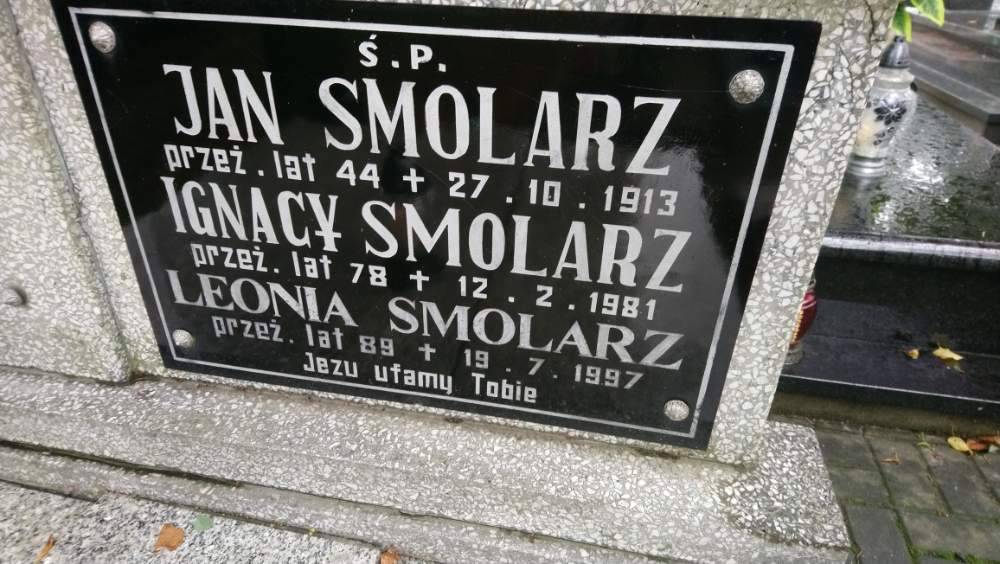 Ś.P.
JAN SMOLARZ
przeż. lat 44 + 27.10.1913
IGNACY SMOLARZ
przeż. lat 78 + 12.2.1981
LEONIA SMOLARZ
przeż. lat 89 + 19.7.1997
Jezu ufamy Tobie